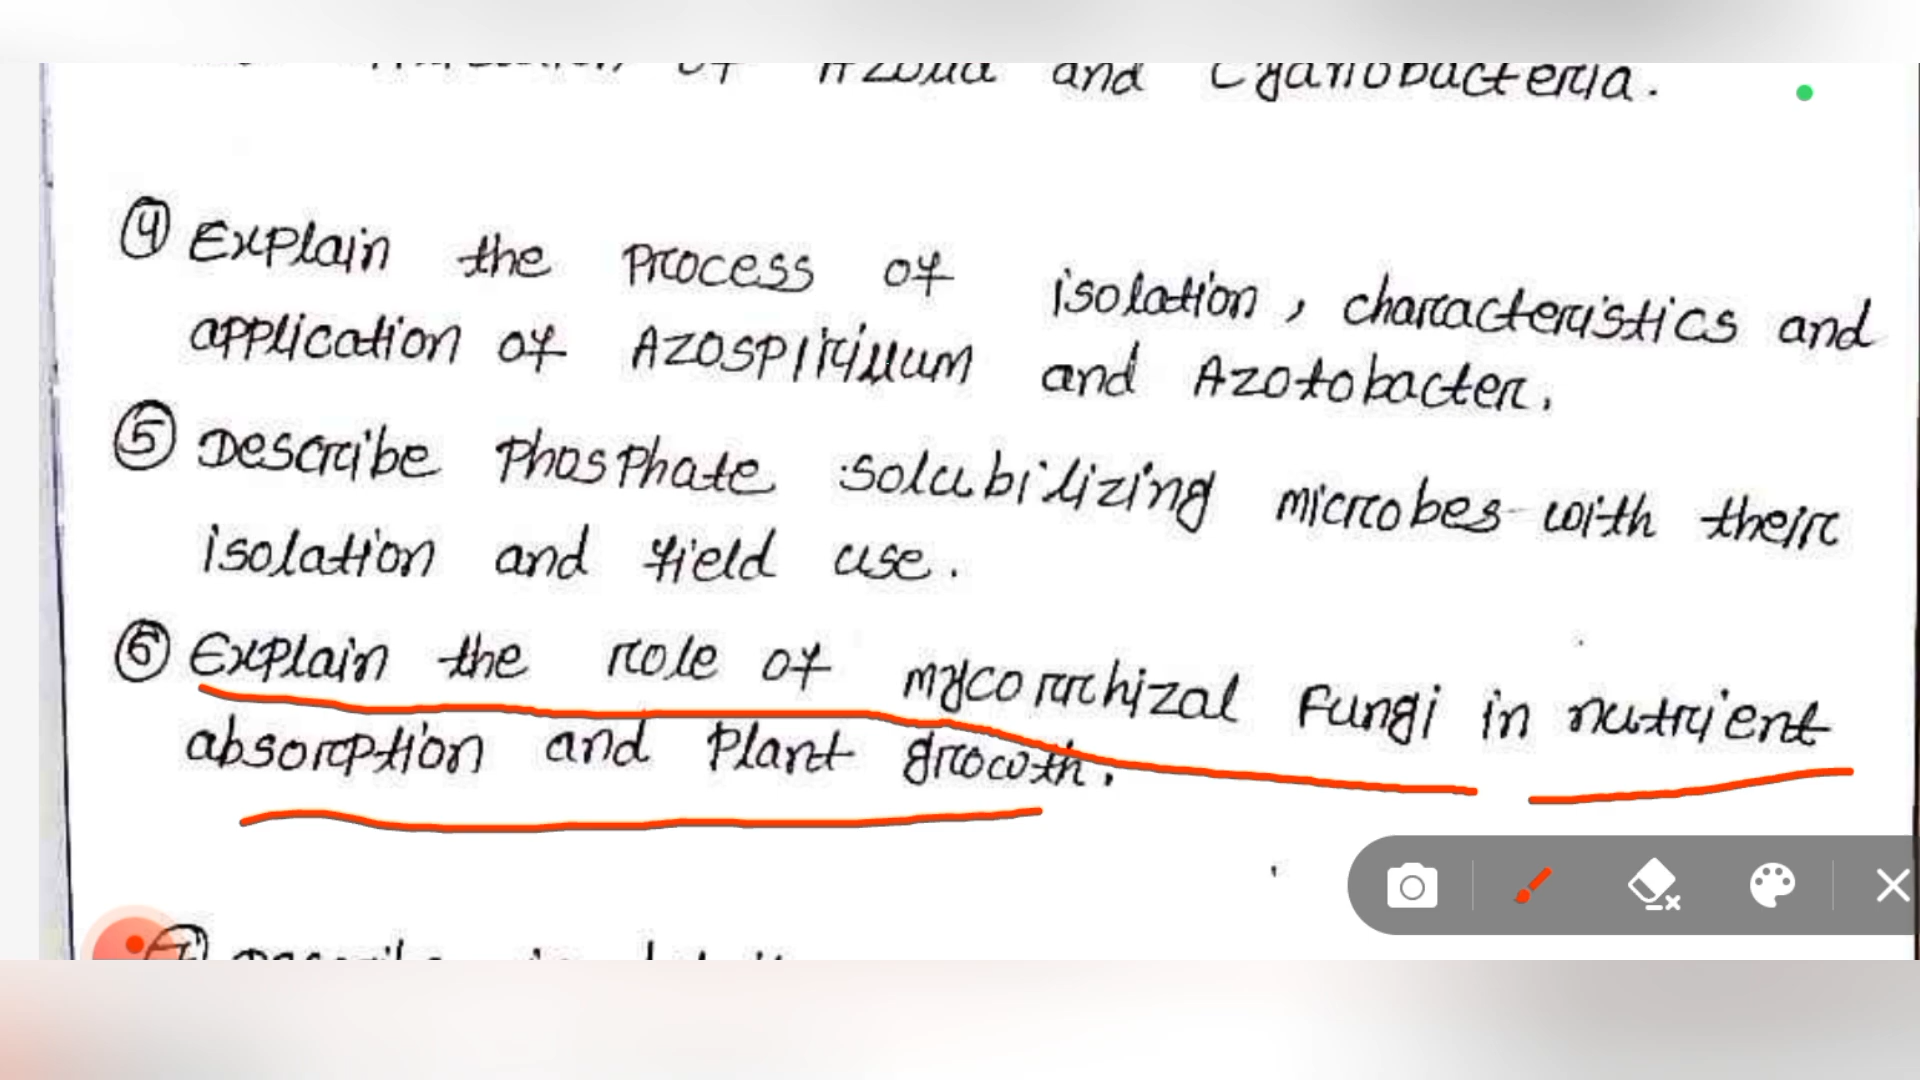 of Azolla and Cyanobacteria.
④ Explain the process of isolation, characteristics and
application of Azospirillum and Azotobacter.
⑤ Describe Phosphate solubilizing microbes with their
isolation and field use.
⑥ Explain the role of mycorrhizal Fungi in nutrient
absorption and Plant growth.